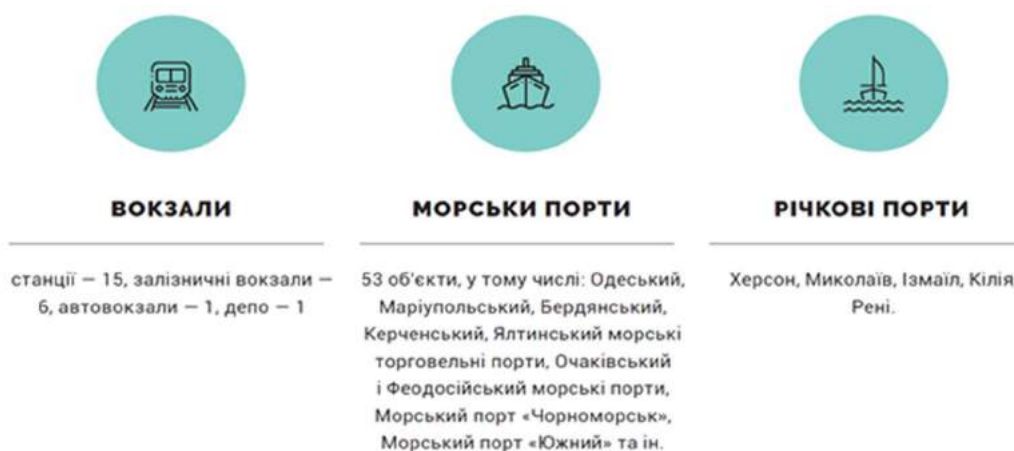 ВОКЗАЛИ
станції — 15, залізничні вокзали —
6, автовокзали — 1, депо — 1
МОРСЬКИ ПОРТИ
53 об'єкти, у тому числі: Одеський,
Маріупольський, Бердянський,
Керченський, Ялтинський морські
торговельні порти, Очаківський
і Феодосійський морські порти,
Морський порт «Чорноморськ»,
Морський порт «Южний» та ін.
РІЧКОВІ ПОРТИ
Херсон, Миколаїв, Ізмаїл, Кілія
Рені.